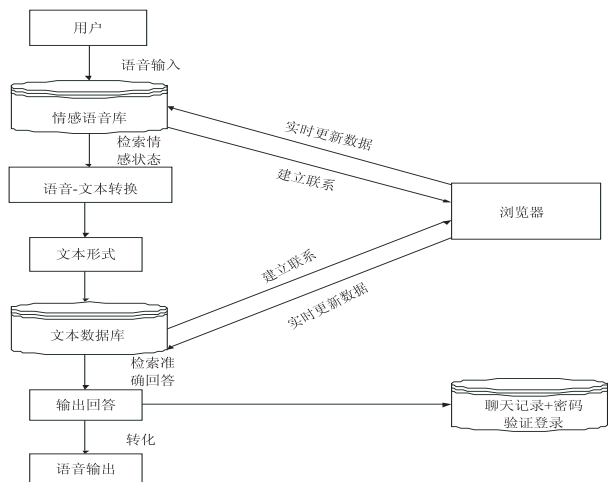 用户
语音输入
情感语音库
检索情
感状态
实时更新数据
建立联系
语音-文本转换
浏览器
文本形式
建立联系
实时更新数据
文本数据库
检索准
确回答
输出回答
聊天记录+密码
验证登录
转化
语音输出